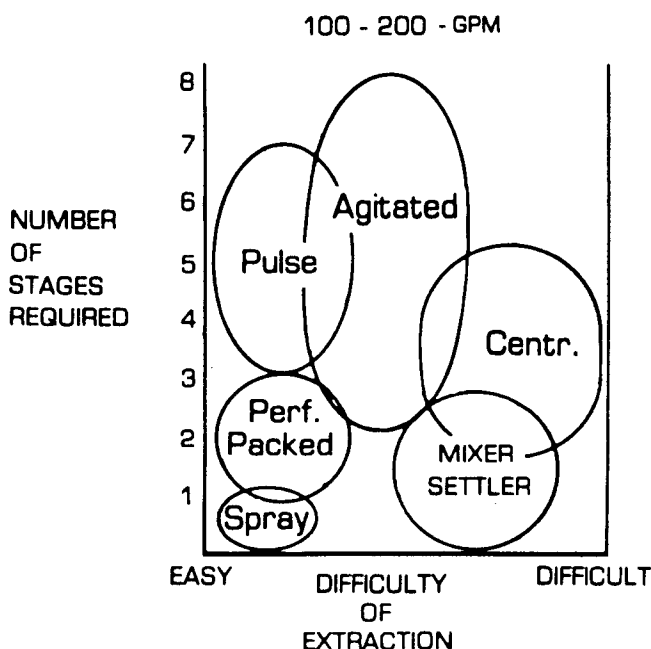 100 - 200 - GPM
8
7
6
5
4
3
2
1
NUMBER
OF
STAGES
REQUIRED
Agitated
Pulse
Centr.
Perf.
Packed
MIXER
SETTLER
Spray
EASY
DIFFICULTY
OF
EXTRACTION
DIFFICULT